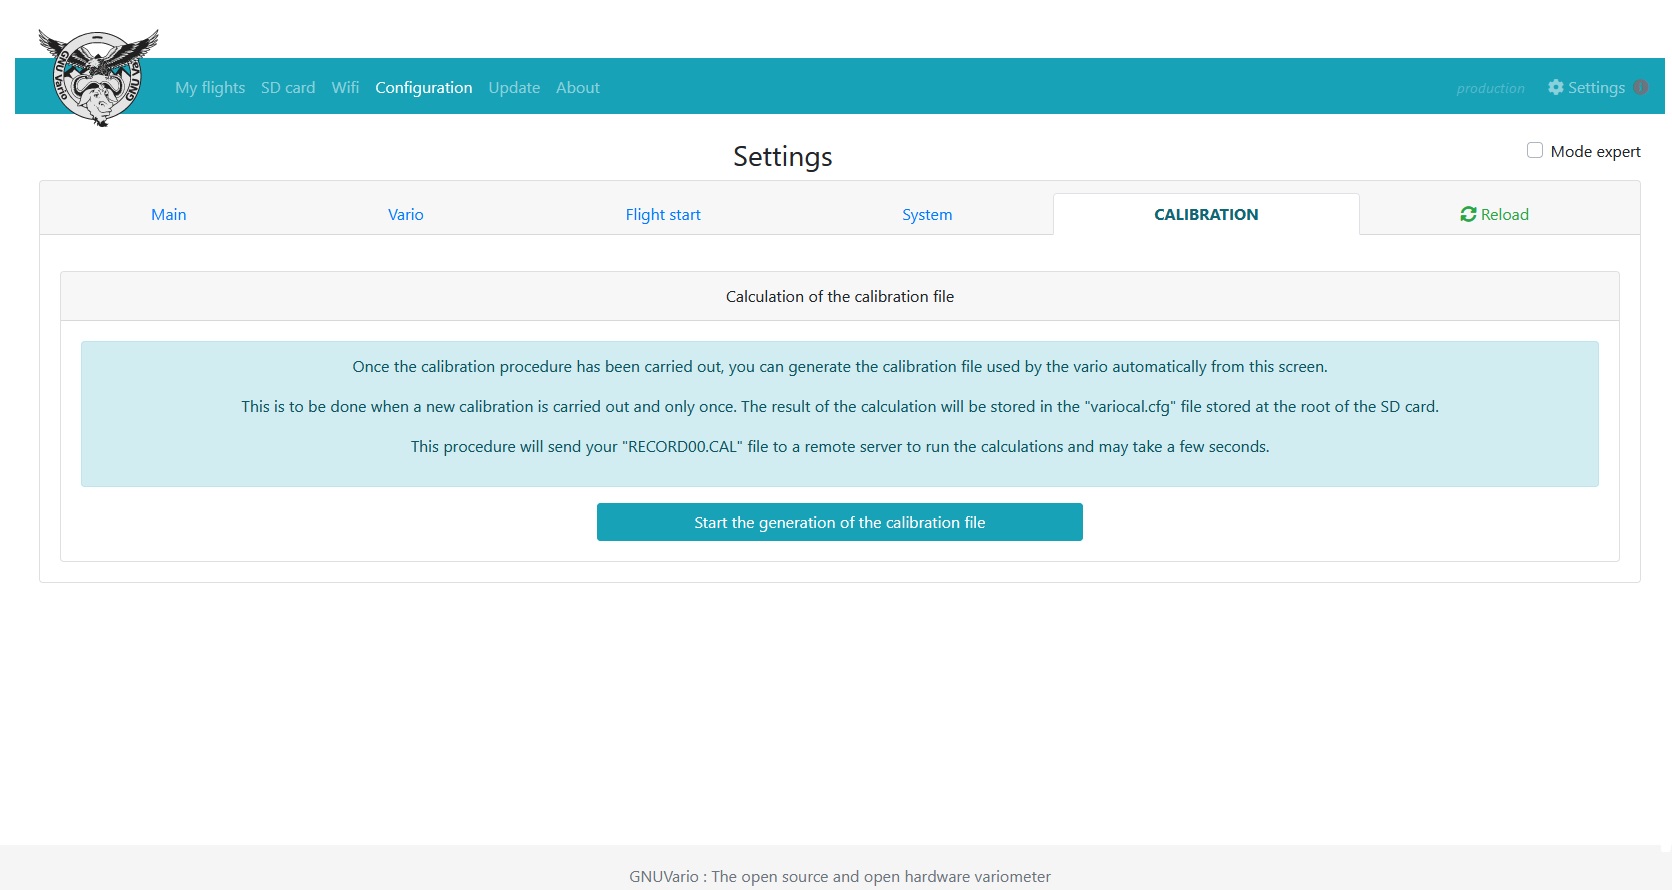 GNU Vario GNU Vario
My flights SD card Wifi Configuration Update About production Settings
Settings
Mode expert
Main Vario Flight start System CALIBRATION Reload
Calculation of the calibration file
Once the calibration procedure has been carried out, you can generate the calibration file used by the vario automatically from this screen.
This is to be done when a new calibration is carried out and only once. The result of the calculation will be stored in the "variocal.cfg" file stored at the root of the SD card.
This procedure will send your "RECORD00.CAL" file to a remote server to run the calculations and may take a few seconds.
Start the generation of the calibration file
GNUVario : The open source and open hardware variometer